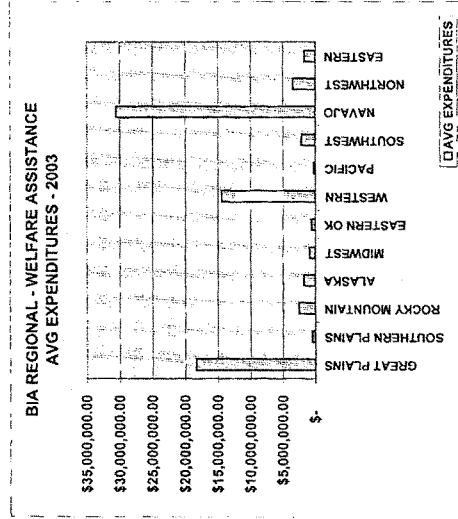 BIA REGIONAL - WELFARE ASSISTANCE
AVG EXPENDITURES - 2003
$35,000,000.00
$30,000,000.00
$25,000,000.00
$20,000,000.00
$15,000,000.00
$10,000,000.00
$5,000,000.00
$-
GREAT PLAINS
SOUTHERN PLAINS
ROCKY MOUNTAIN
ALASKA
MIDWEST
EASTERN OK
WESTERN
PACIFIC
SOUTHWEST
NAVAJO
NORTHWEST
EASTERN
AVG EXPENDITURES